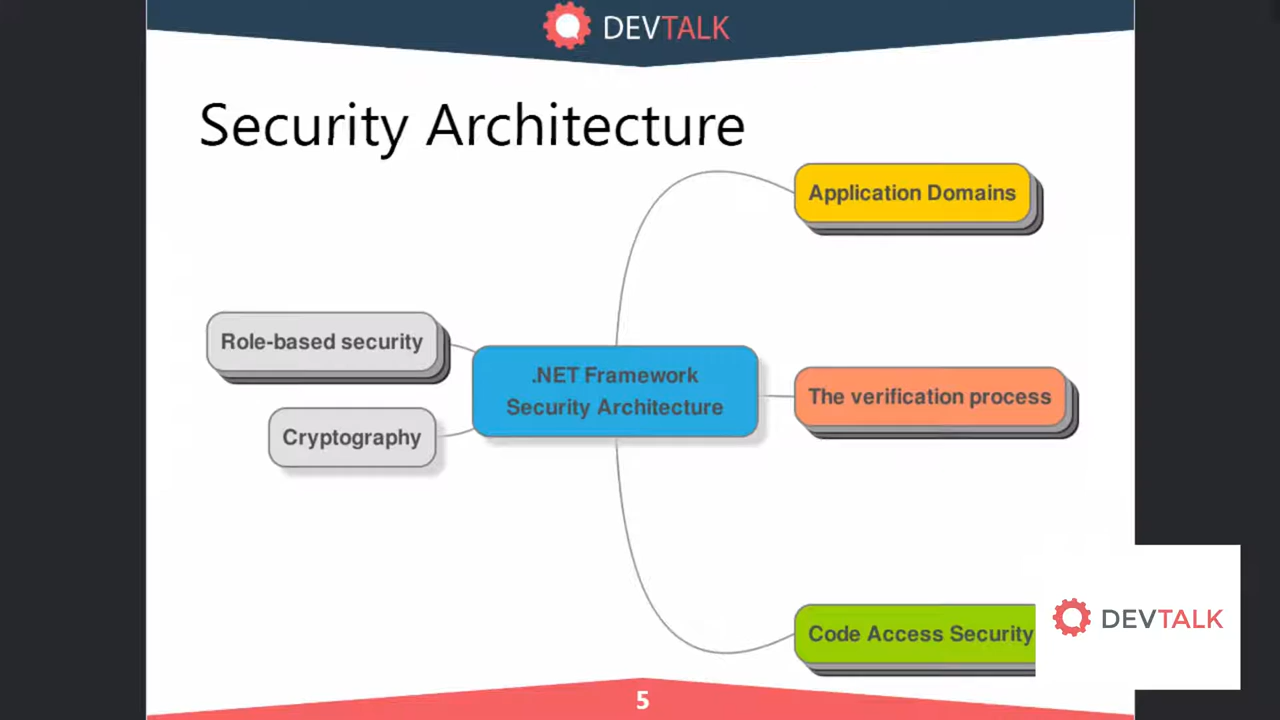 DEVTALK
Security Architecture
Application Domains
Role-based security
.NET Framework
Security Architecture
The verification process
Cryptography
Code Access Security
DEVTALK
5